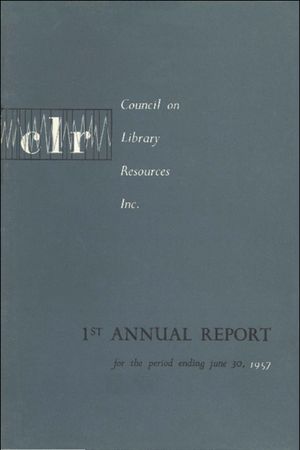 clr
Council on
Library
Resources
Inc.
1ST ANNUAL REPORT
for the period ending june 30, 1957